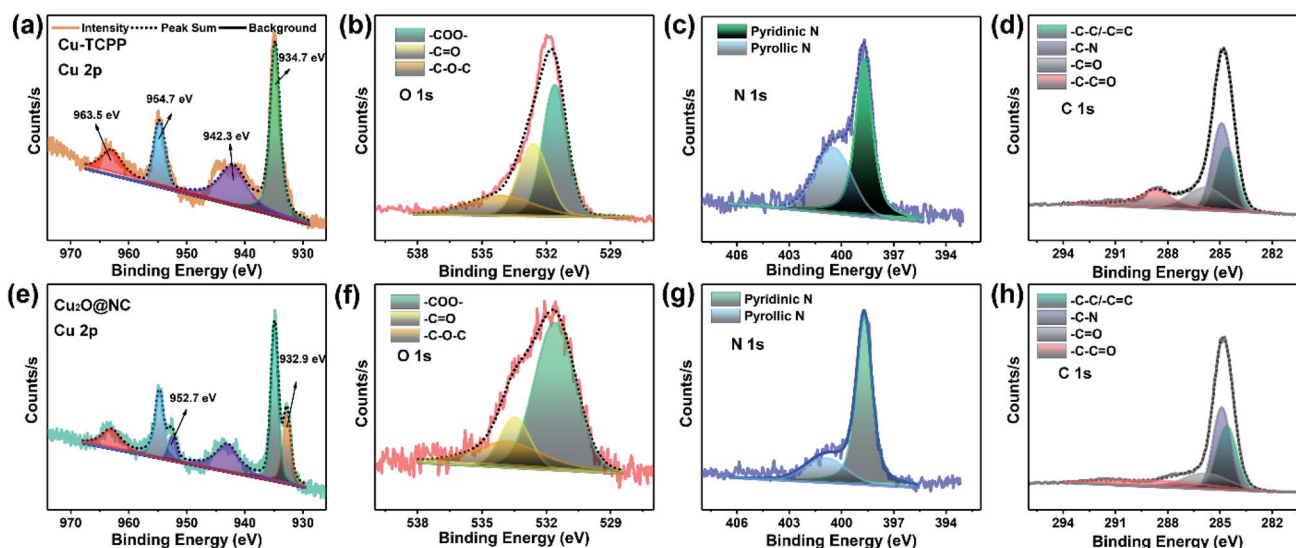 (a)
Intensity Peak Sum Background
Cu-TCPP
Cu 2p
934.7 eV
954.7 eV
963.5 eV
942.3 eV
Counts/s
970 960 950 940 930
Binding Energy (eV)
(b)
-COO-
-C=O
-C-O-C
O 1s
Counts/s
538 535 532 529
Binding Energy (eV)
(c)
Pyridinic N
Pyrollic N
N 1s
Counts/s
406 403 400 397 394
Binding Energy (eV)
(d)
-C-C/-C=C
-C-N
-C=O
-C-C=O
C 1s
Counts/s
294 291 288 285 282
Binding Energy (eV)
(e)
Cu₂O@NC
Cu 2p
932.9 eV
952.7 eV
Counts/s
970 960 950 940 930
Binding Energy (eV)
(f)
-COO-
-C=O
-C-O-C
O 1s
Counts/s
538 535 532 529
Binding Energy (eV)
(g)
Pyridinic N
Pyrollic N
N 1s
Counts/s
406 403 400 397 394
Binding Energy (eV)
(h)
-C-C/-C=C
-C-N
-C=O
-C-C=O
C 1s
Counts/s
294 291 288 285 282
Binding Energy (eV)